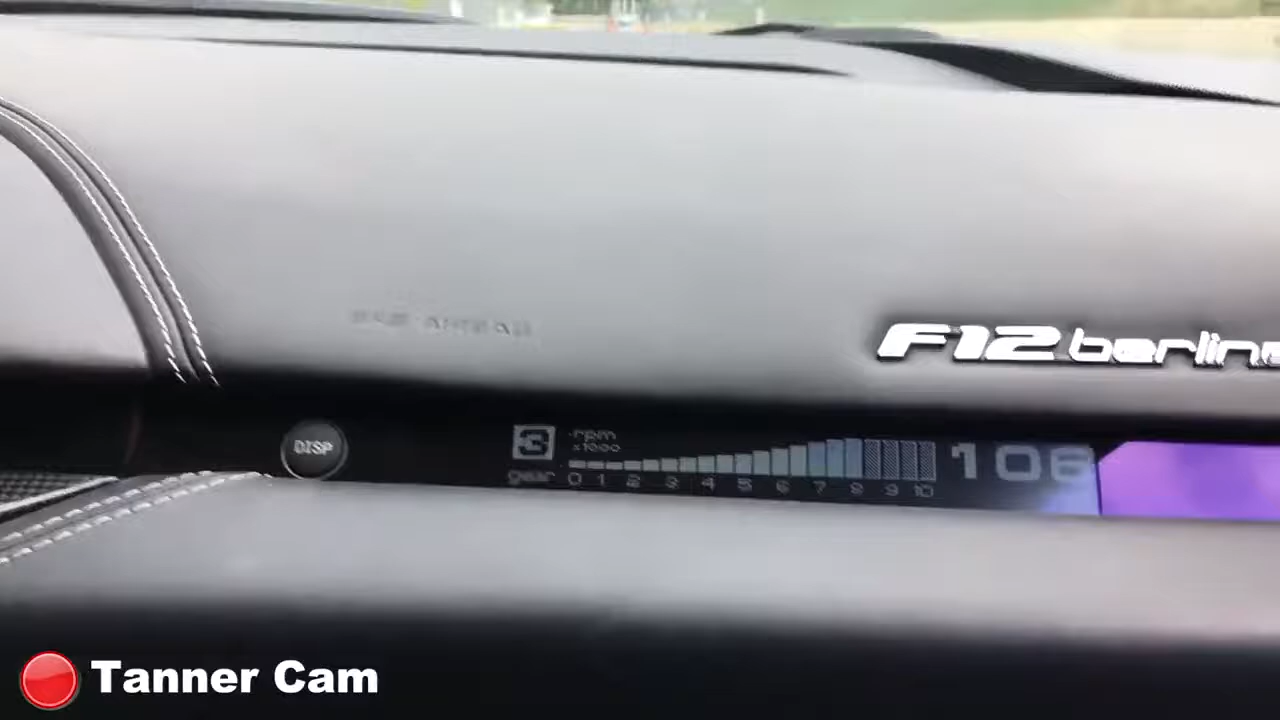 F12 berlin
DISP
3
rpm
x1000
106
gear
0 1 2 3 4 5 6 7 8 9 10
Tanner Cam